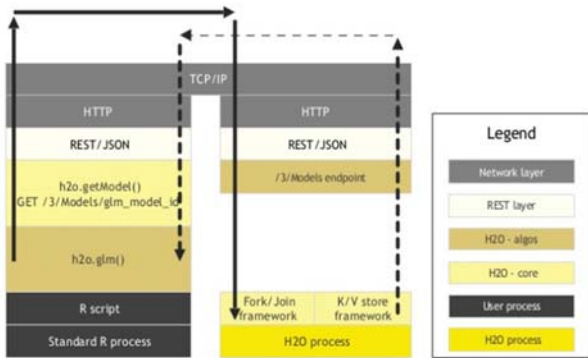 TCP/IP
HTTP
HTTP
REST/JSON
REST/JSON
h2o.getModel()
GET /3/Models/glm_model_id
/3/Models endpoint
h2o.glm()
R script
Fork/Join
framework
K/V store
framework
Standard R process
H2O process
Legend
Network layer
REST layer
H2O - algos
H2O - core
User process
H2O process